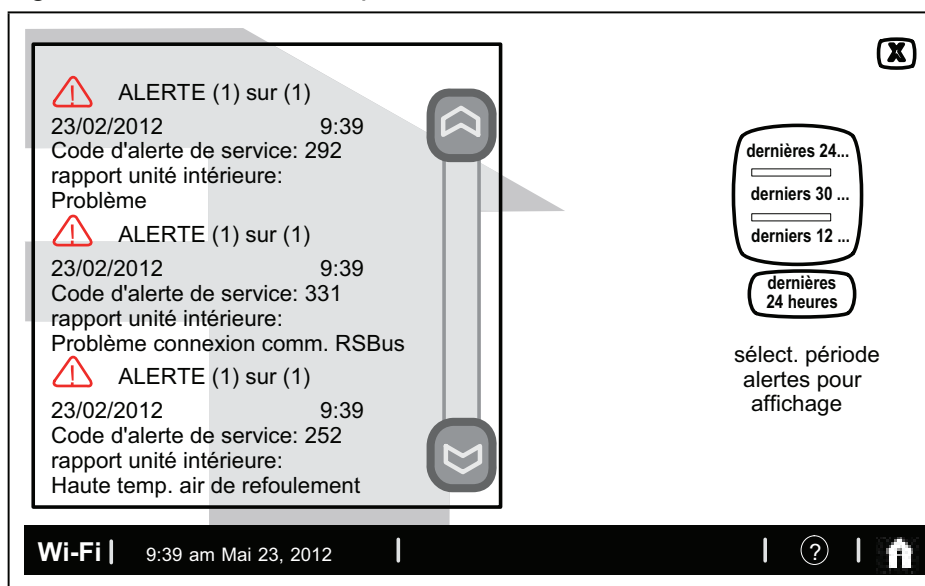 X
ALERTE (1) sur (1)
23/02/2012 9:39
Code d'alerte de service: 292
rapport unité intérieure:
Problème
ALERTE (1) sur (1)
23/02/2012 9:39
Code d'alerte de service: 331
rapport unité intérieure:
Problème connexion comm. RSBus
ALERTE (1) sur (1)
23/02/2012 9:39
Code d'alerte de service: 252
rapport unité intérieure:
Haute temp. air de refoulement
dernières 24...
derniers 30 ...
derniers 12 ...
dernières
24 heures
sélect. période
alertes pour
affichage
Wi-Fi | 9:39 am Mai 23, 2012 | | ? |